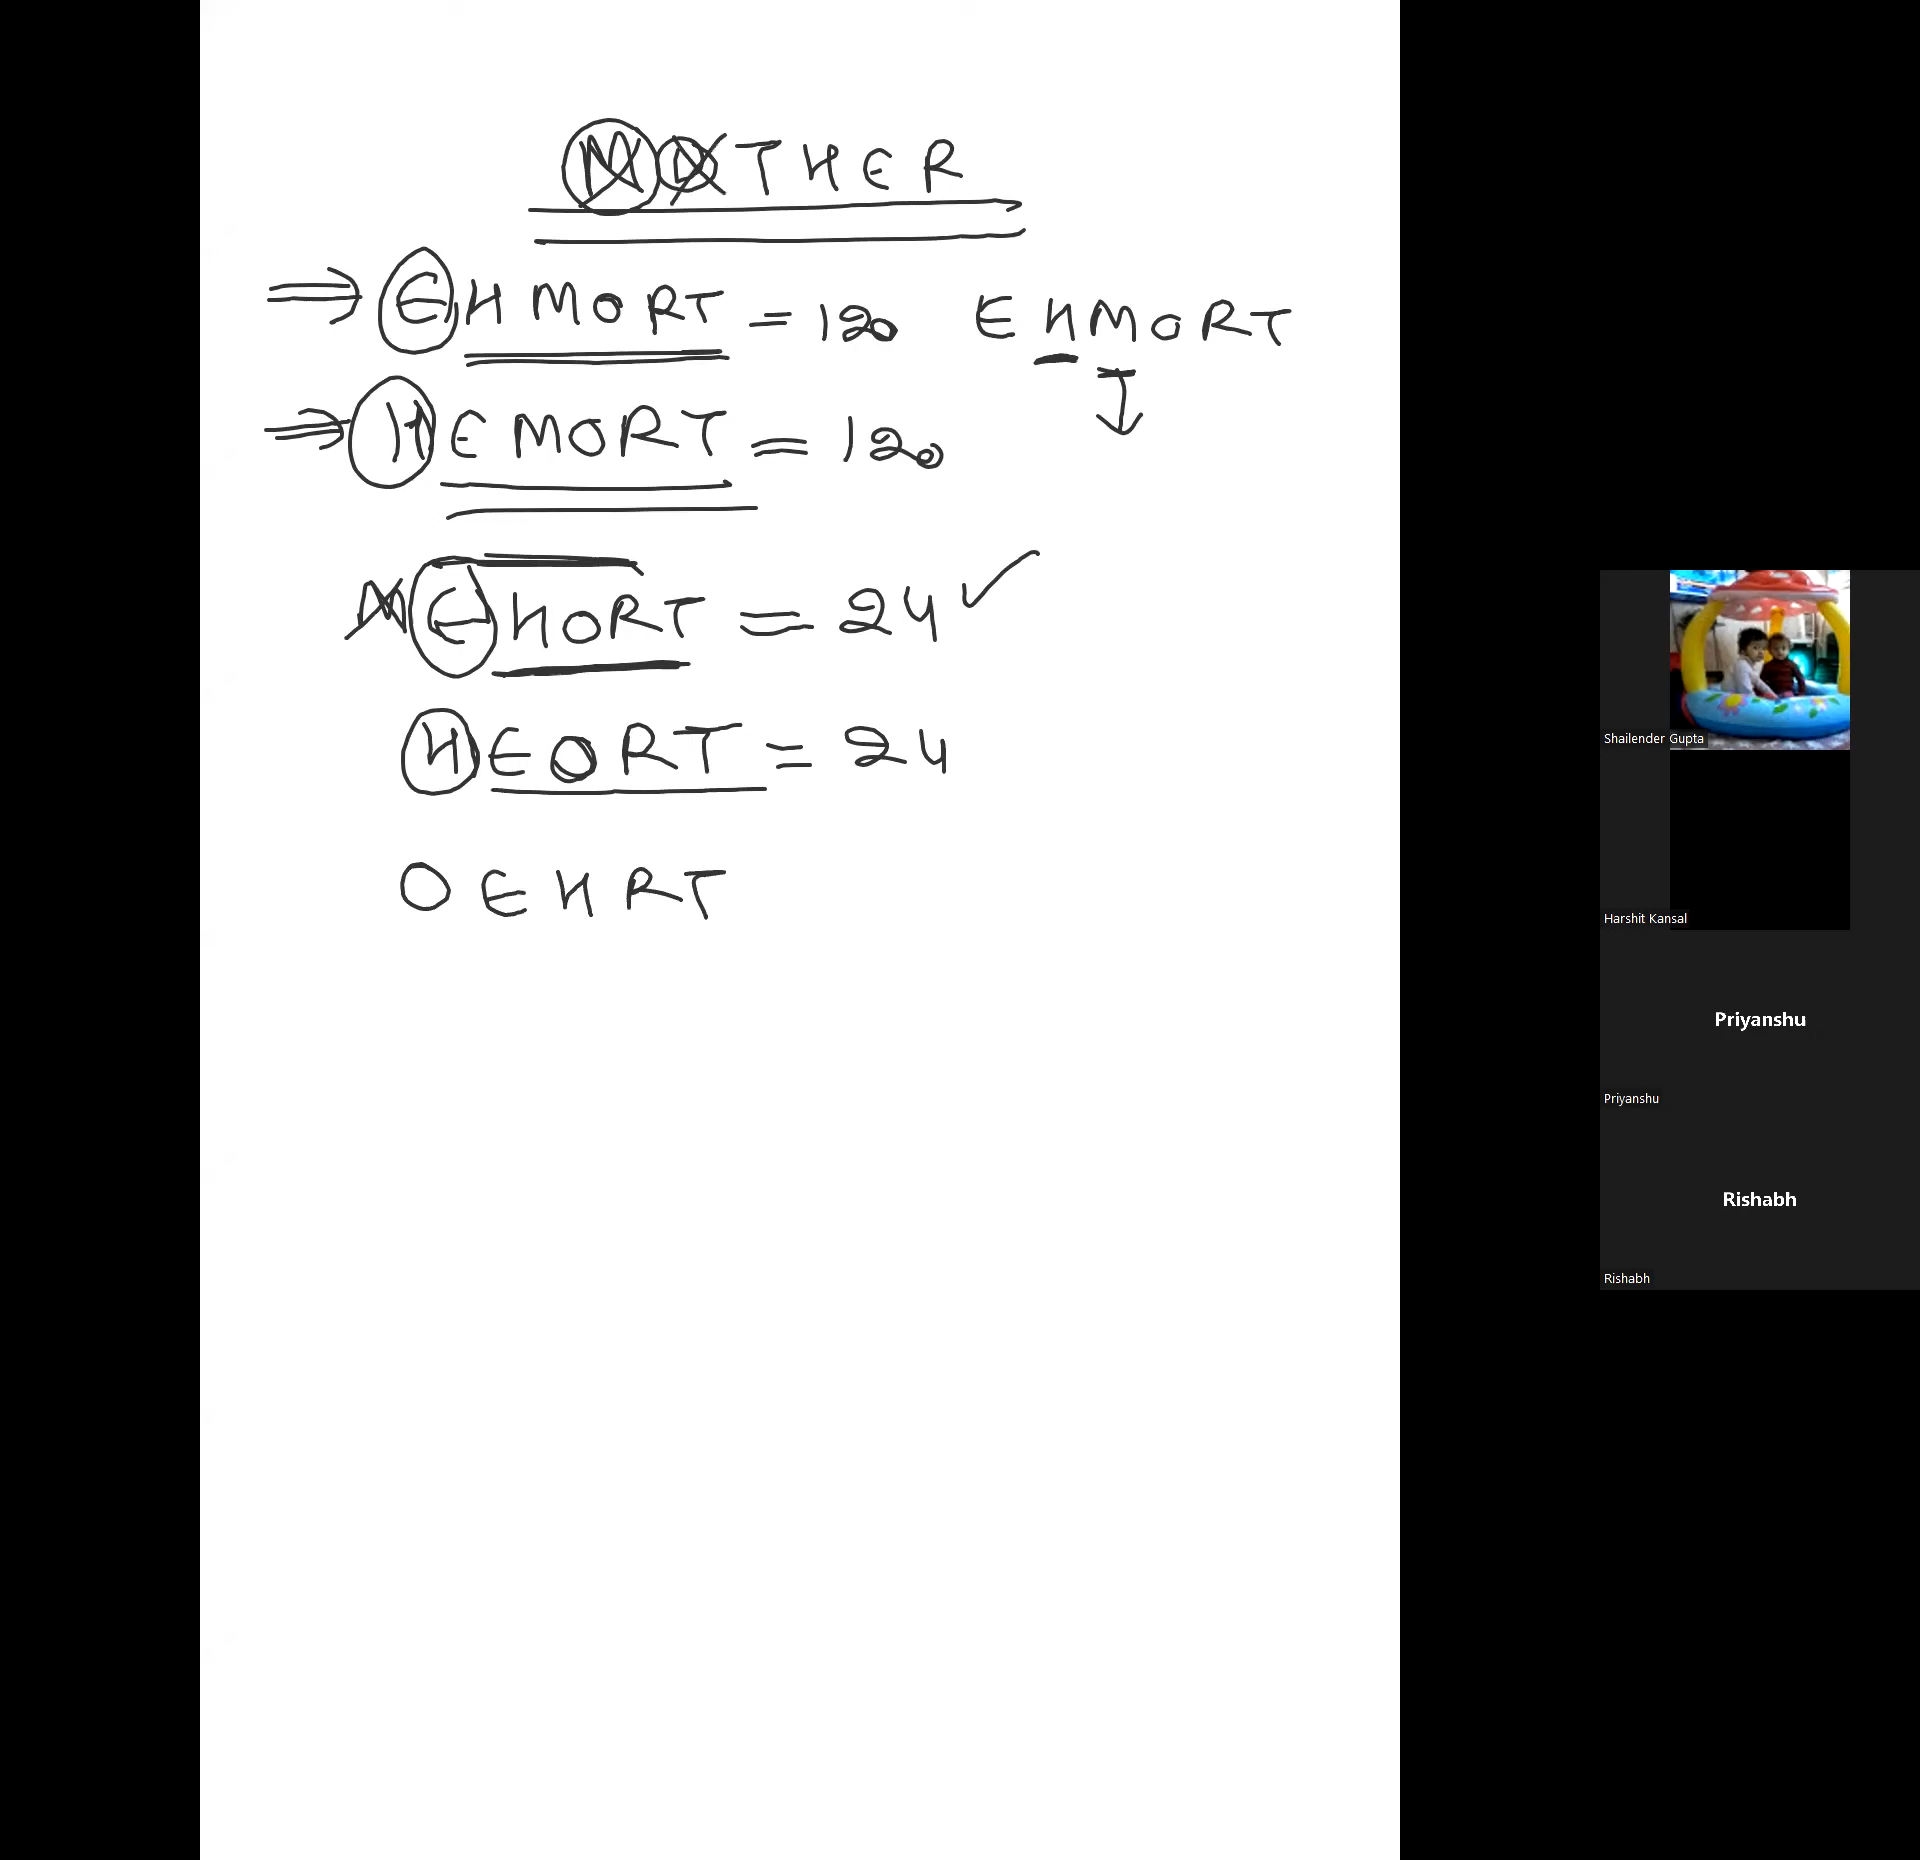 MOTHER
⇒ EHMORT = 120 EHMORT
⇒ HEMORT = 120
MEHORT = 24 ✓
HEORT = 24
OEHRT
Shailender Gupta
Harshit Kansal
Priyanshu
Priyanshu
Rishabh
Rishabh